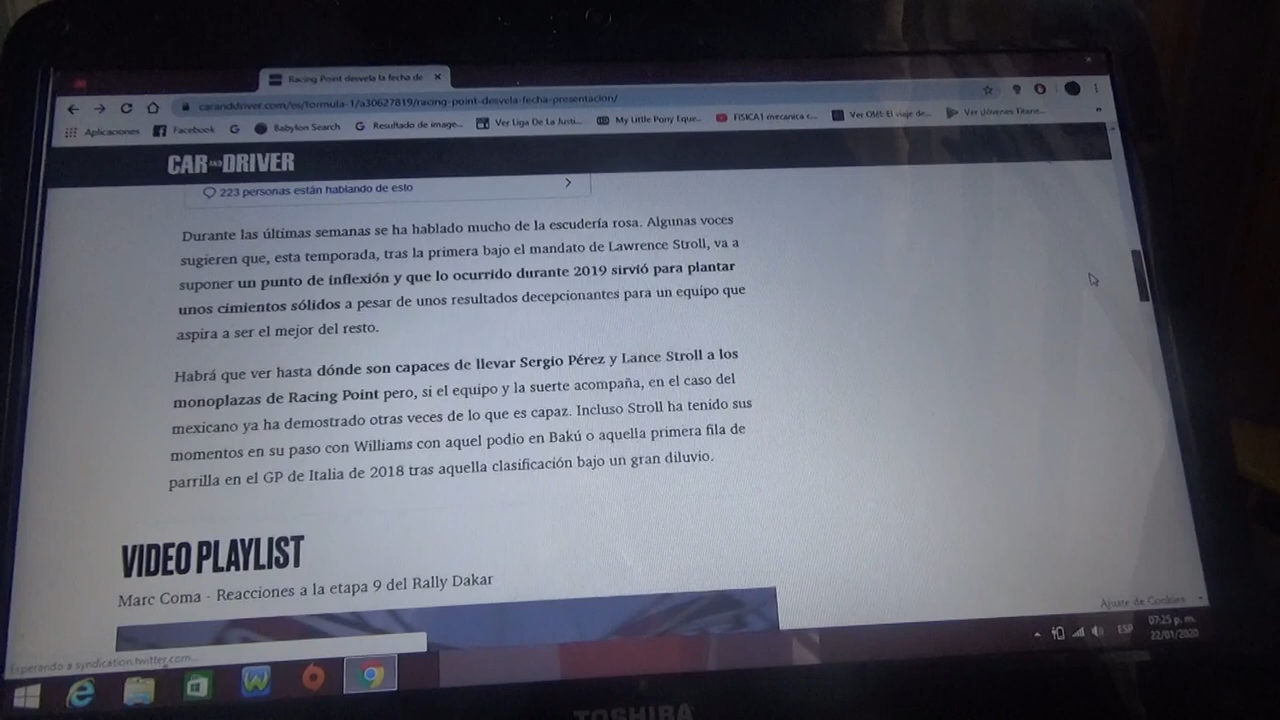 Racing Point desvela la fecha de
caranddriver.com/es/formula-1/a30627819/racing-point-desvela-fecha-presentacion/
Aplicaciones Facebook Babylon Search Resultado de image... Ver Liga De La Justi... My Little Pony Eque... FISICA1 mecanica c... Ver OMI: El viaje de... Ver Jóvenes Titane...
CAR AND DRIVER
223 personas están hablando de esto
Durante las últimas semanas se ha hablado mucho de la escudería rosa. Algunas voces
sugieren que, esta temporada, tras la primera bajo el mandato de Lawrence Stroll, va a
suponer un punto de inflexión y que lo ocurrido durante 2019 sirvió para plantar
unos cimientos sólidos a pesar de unos resultados decepcionantes para un equipo que
aspira a ser el mejor del resto.
Habrá que ver hasta dónde son capaces de llevar Sergio Pérez y Lance Stroll a los
monoplazas de Racing Point pero, si el equipo y la suerte acompaña, en el caso del
mexicano ya ha demostrado otras veces de lo que es capaz. Incluso Stroll ha tenido sus
momentos en su paso con Williams con aquel podio en Bakú o aquella primera fila de
parrilla en el GP de Italia de 2018 tras aquella clasificación bajo un gran diluvio.
VIDEO PLAYLIST
Marc Coma - Reacciones a la etapa 9 del Rally Dakar
Ajuste de Cookies
Esperando a syndication.twitter.com...
ESP
07:25 p. m.
22/01/2020
TOSHIBA